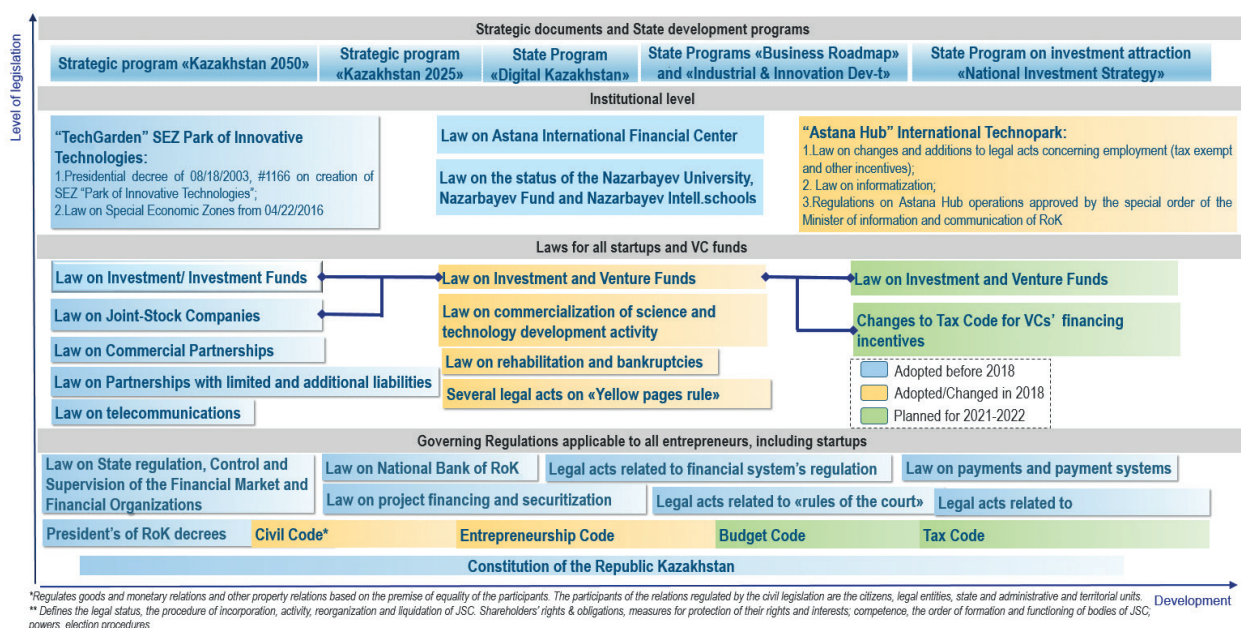 Level of legislation
Strategic documents and State development programs
Strategic program «Kazakhstan 2050»
Strategic program
«Kazakhstan 2025»
State Program
«Digital Kazakhstan»
State Programs «Business Roadmap»
and «Industrial & Innovation Dev-t»
State Program on investment attraction
«National Investment Strategy»
Institutional level
“TechGarden” SEZ Park of Innovative
Technologies:
1.Presidential decree of 08/18/2003, #1166 on creation of
SEZ “Park of Innovative Technologies”;
2.Law on Special Economic Zones from 04/22/2016
Law on Astana International Financial Center
Law on the status of the Nazarbayev University,
Nazarbayev Fund and Nazarbayev Intell.schools
“Astana Hub” International Technopark:
1.Law on changes and additions to legal acts concerning employment (tax exempt
and other incentives);
2. Law on informatization;
3.Regulations on Astana Hub operations approved by the special order of the
Minister of information and communication of RoK
Laws for all startups and VC funds
Law on Investment/ Investment Funds
Law on Joint-Stock Companies
Law on Commercial Partnerships
Law on Partnerships with limited and additional liabilities
Law on telecommunications
Law on Investment and Venture Funds
Law on commercialization of science and
technology development activity
Law on rehabilitation and bankruptcies
Several legal acts on «Yellow pages rule»
Law on Investment and Venture Funds
Changes to Tax Code for VCs’ financing
incentives
Adopted before 2018
Adopted/Changed in 2018
Planned for 2021-2022
Governing Regulations applicable to all entrepreneurs, including startups
Law on State regulation, Control and
Supervision of the Financial Market and
Financial Organizations
Law on National Bank of RoK
Legal acts related to financial system’s regulation
Law on payments and payment systems
Law on project financing and securitization
Legal acts related to «rules of the court»
Legal acts related to
President’s of RoK decrees
Civil Code*
Entrepreneurship Code
Budget Code
Tax Code
Constitution of the Republic Kazakhstan
Development
*Regulates goods and monetary relations and other property relations based on the premise of equality of the participants. The participants of the relations regulated by the civil legislation are the citizens, legal entities, state and administrative and territorial units.
** Defines the legal status, the procedure of incorporation, activity, reorganization and liquidation of JSC. Shareholders’ rights & obligations, measures for protection of their rights and interests; competence, the order of formation and functioning of bodies of JSC;
powers, election procedures